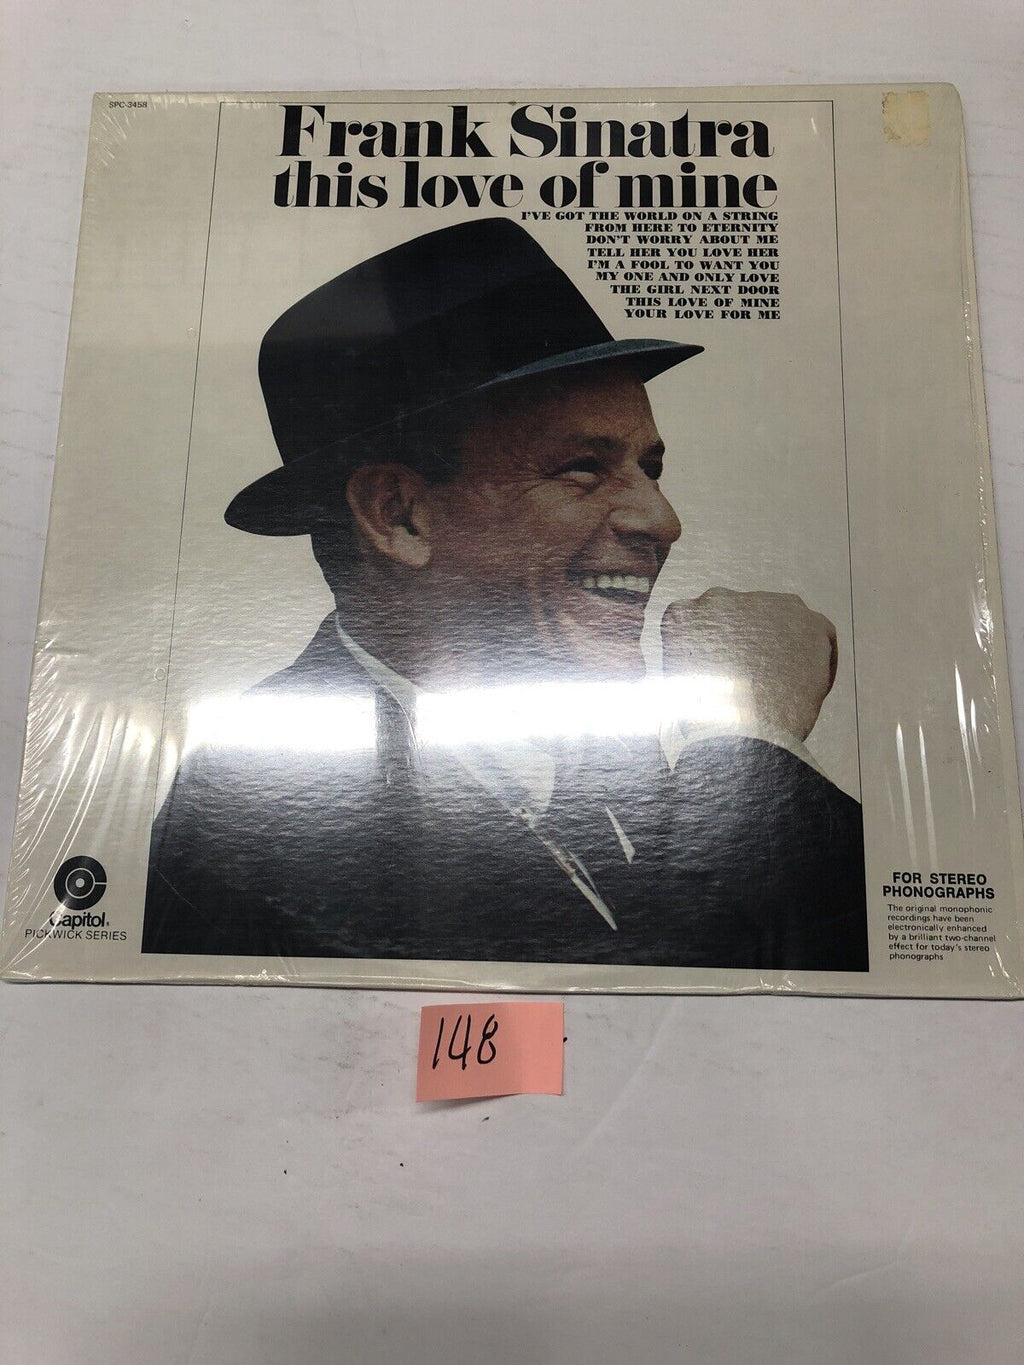 SPC-3458
Frank Sinatra
this love of mine
I'VE GOT THE WORLD ON A STRING
FROM HERE TO ETERNITY
DON'T WORRY ABOUT ME
TELL HER YOU LOVE HER
I'M A FOOL TO WANT YOU
MY ONE AND ONLY LOVE
THE GIRL NEXT DOOR
THIS LOVE OF MINE
YOUR LOVE FOR ME
Capitol®
PICKWICK SERIES
FOR STEREO
PHONOGRAPHS
The original monophonic
recordings have been
electronically enhanced
by a brilliant two-channel
effect for today's stereo
phonographs
148